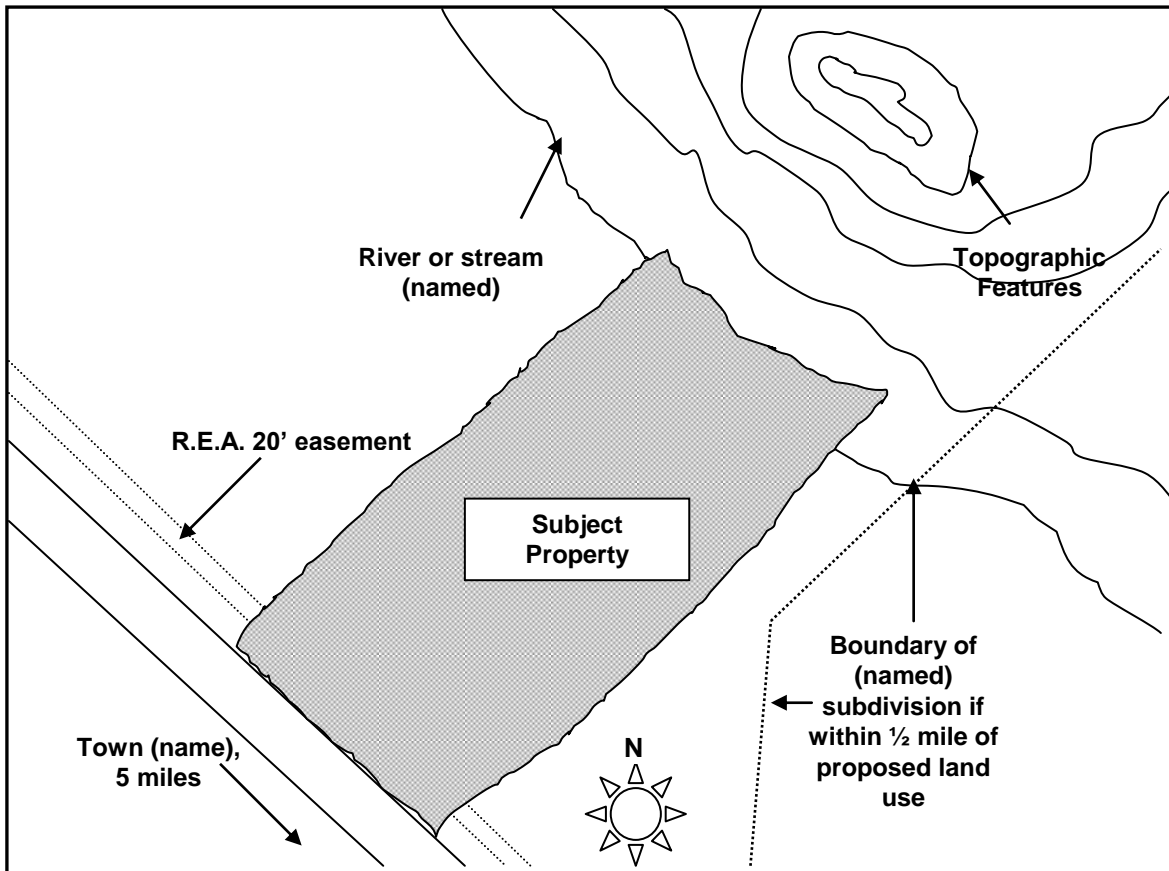 River or stream
(named)
Topographic
Features
R.E.A. 20’ easement
Subject
Property
Boundary of
(named)
subdivision if
within ½ mile of
proposed land
use
Town (name),
5 miles
N